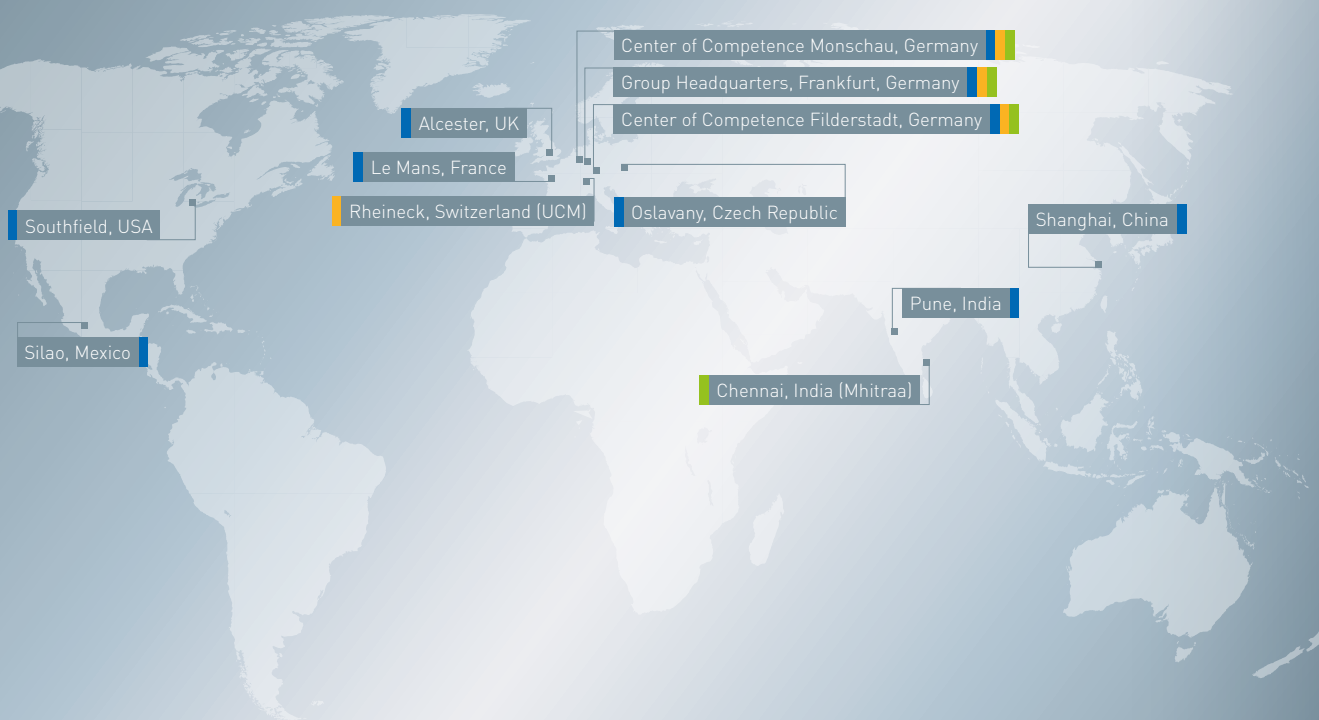 Center of Competence Monschau, Germany
Group Headquarters, Frankfurt, Germany
Center of Competence Filderstadt, Germany
Alcester, UK
Le Mans, France
Rheineck, Switzerland (UCM)
Oslavany, Czech Republic
Southfield, USA
Shanghai, China
Pune, India
Silao, Mexico
Chennai, India (Mhitraa)